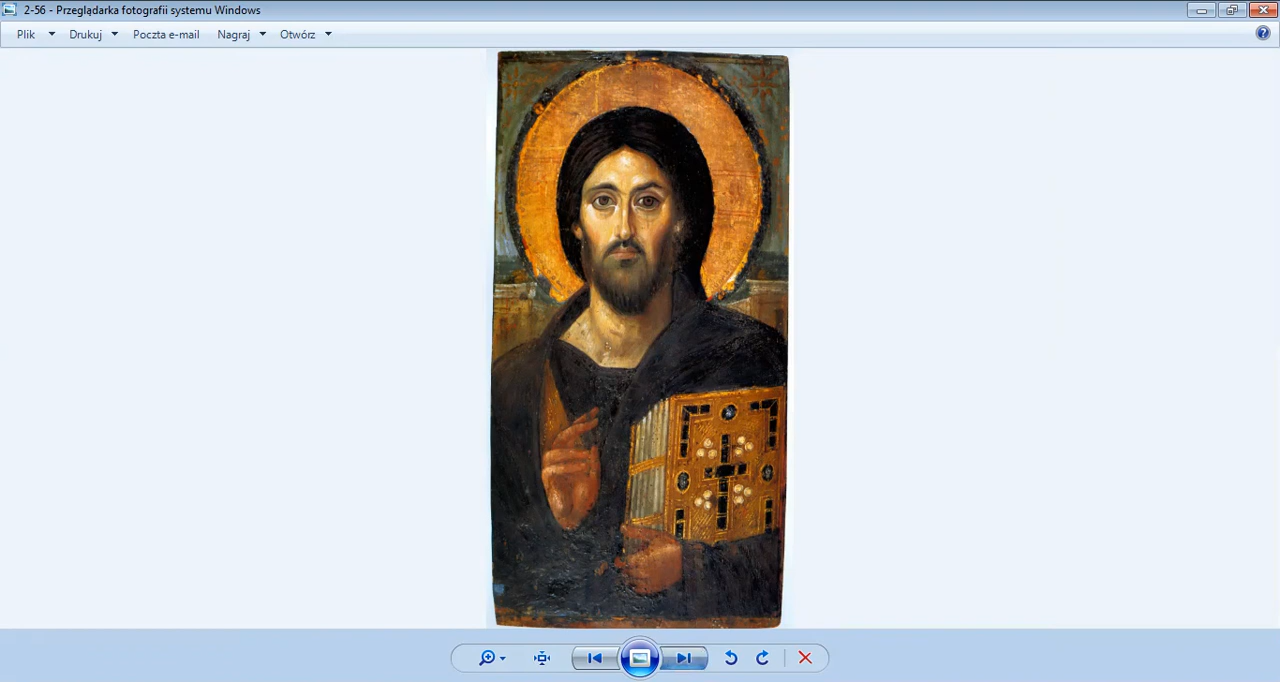 2-56 - Przeglądarka fotografii systemu Windows
Plik Drukuj Poczta e-mail Nagraj Otwórz